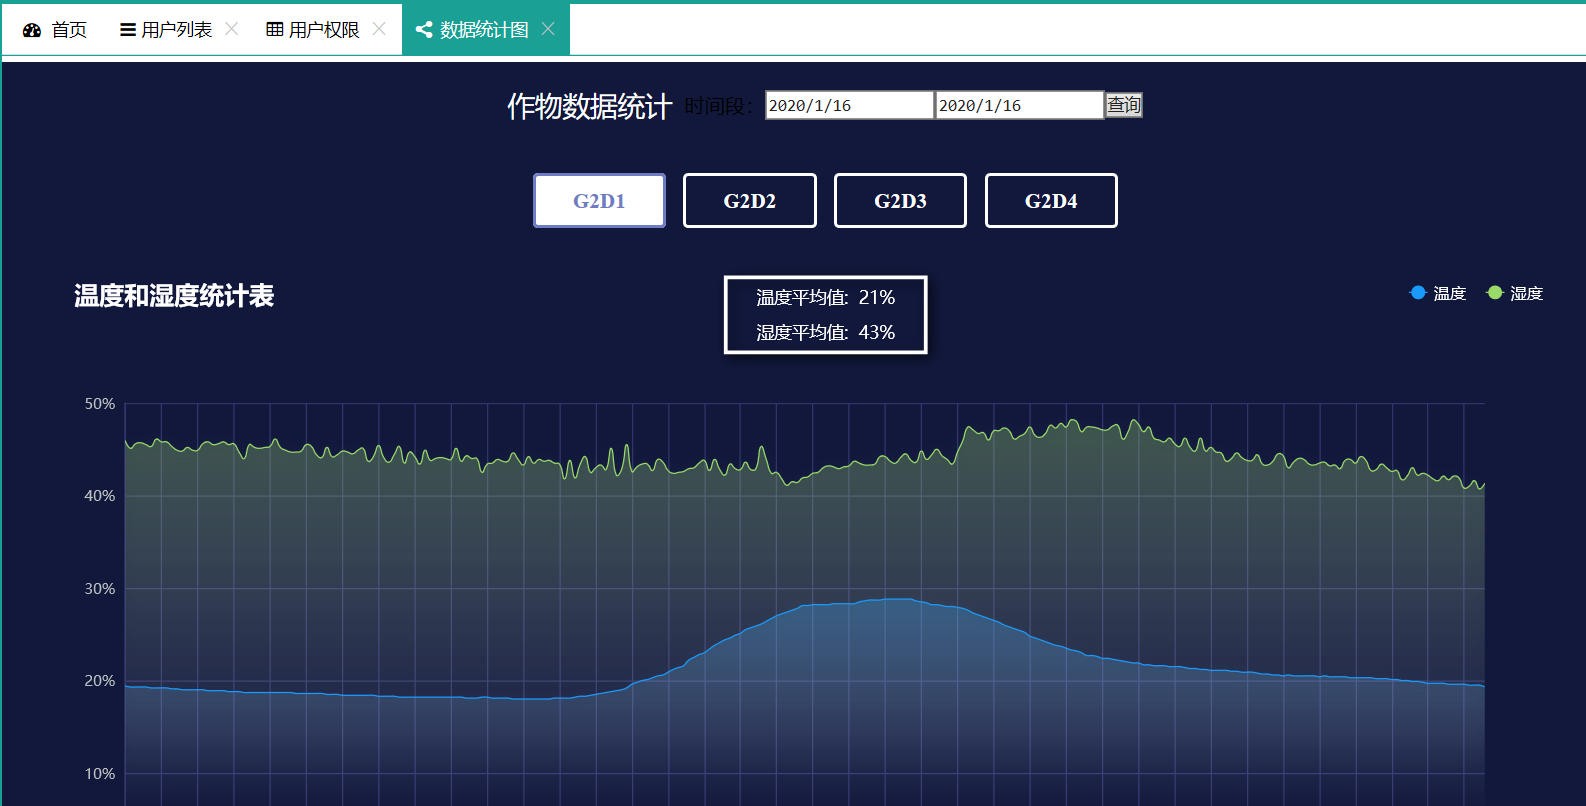 首页 用户列表 用户权限 数据统计图
作物数据统计 时间段： 2020/1/16 2020/1/16 查询
G2D1 G2D2 G2D3 G2D4
温度和湿度统计表
温度平均值: 21%
湿度平均值: 43%
温度 湿度
50%
40%
30%
20%
10%